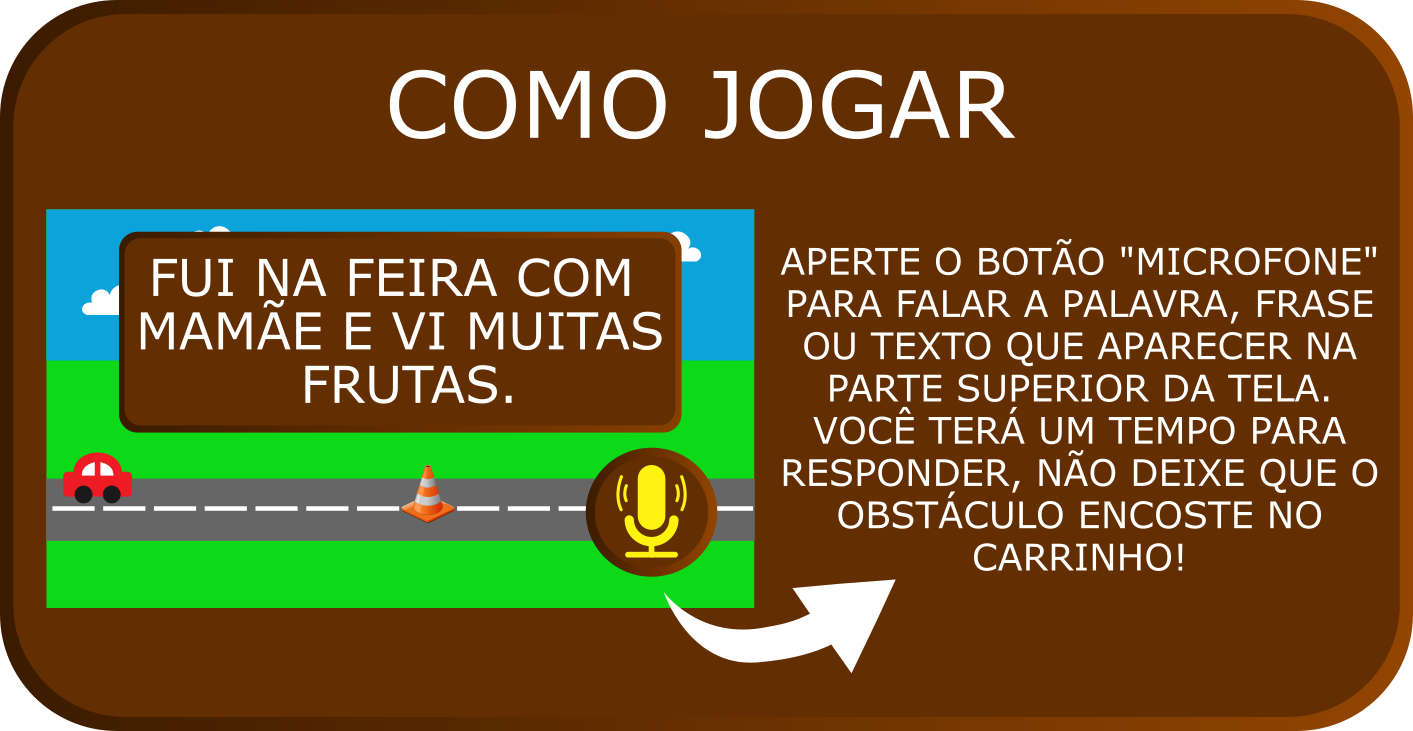 COMO JOGAR
FUI NA FEIRA COM
MAMÃE E VI MUITAS
FRUTAS.
APERTE O BOTÃO "MICROFONE"
PARA FALAR A PALAVRA, FRASE
OU TEXTO QUE APARECER NA
PARTE SUPERIOR DA TELA.
VOCÊ TERÁ UM TEMPO PARA
RESPONDER, NÃO DEIXE QUE O
OBSTÁCULO ENCOSTE NO
CARRINHO!